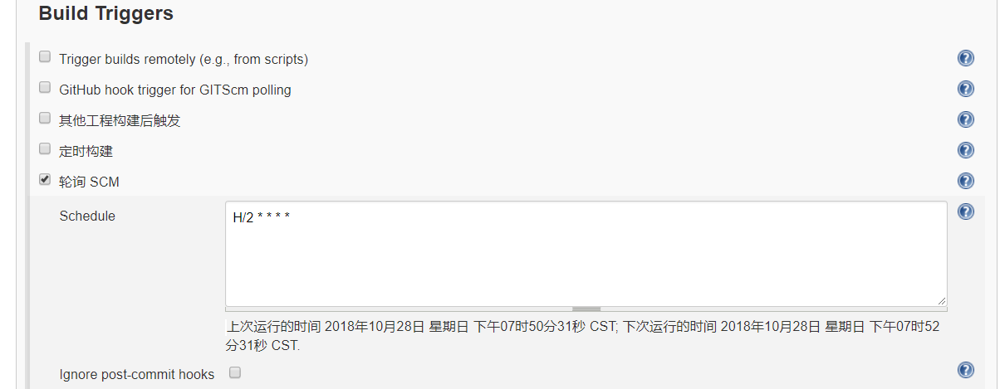 Build Triggers
Trigger builds remotely (e.g., from scripts)
GitHub hook trigger for GITScm polling
其他工程构建后触发
定时构建
轮询 SCM
Schedule
H/2 * * * *
上次运行的时间 2018年10月28日 星期日 下午07时50分31秒 CST; 下次运行的时间 2018年10月28日 星期日 下午07时52
分31秒 CST.
Ignore post-commit hooks